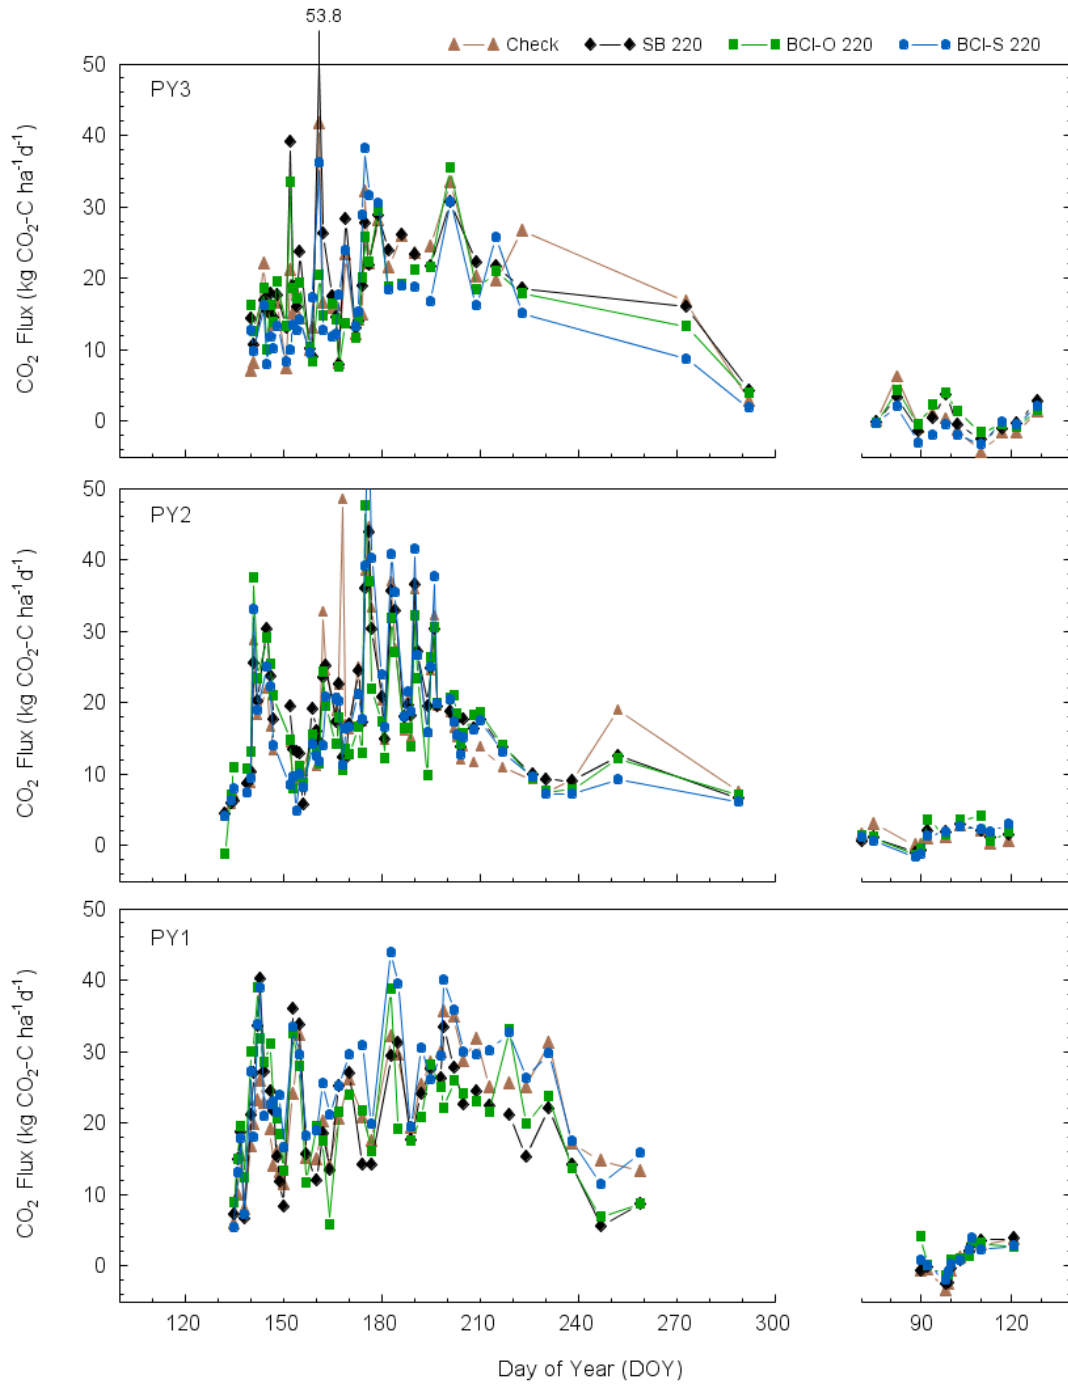 53.8
Check SB 220 BCI-O 220 BCI-S 220
PY3
50
40
30
20
10
0
CO₂ Flux (kg CO₂-C ha⁻¹d⁻¹)
PY2
50
40
30
20
10
0
CO₂ Flux (kg CO₂-C ha⁻¹d⁻¹)
PY1
50
40
30
20
10
0
CO₂ Flux (kg CO₂-C ha⁻¹d⁻¹)
120 150 180 210 240 270 300 90 120
Day of Year (DOY)